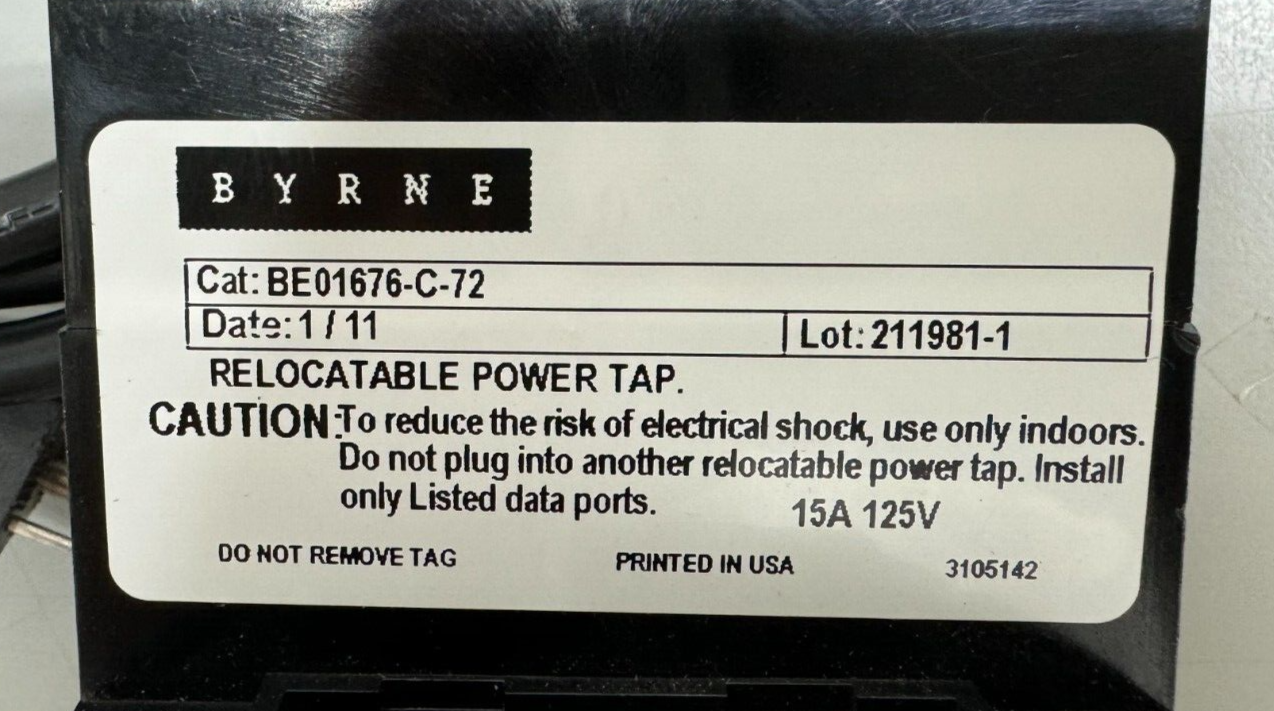 B Y R N E
Cat: BE01676-C-72
Date: 1 / 11 Lot: 211981-1
RELOCATABLE POWER TAP.
CAUTION: To reduce the risk of electrical shock, use only indoors.
Do not plug into another relocatable power tap. Install
only Listed data ports. 15A 125V
DO NOT REMOVE TAG PRINTED IN USA 3105142